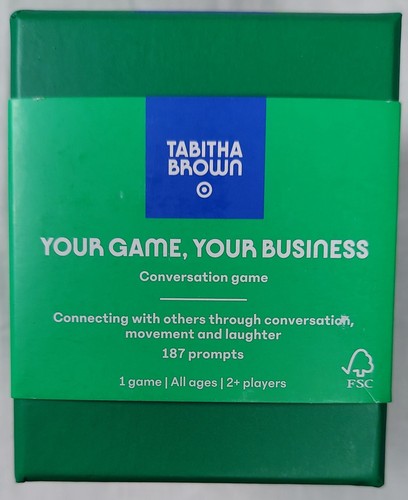 TABITHA
BROWN
YOUR GAME, YOUR BUSINESS
Conversation game
Connecting with others through conversation,
movement and laughter
187 prompts
1 game | All ages | 2+ players
FSC